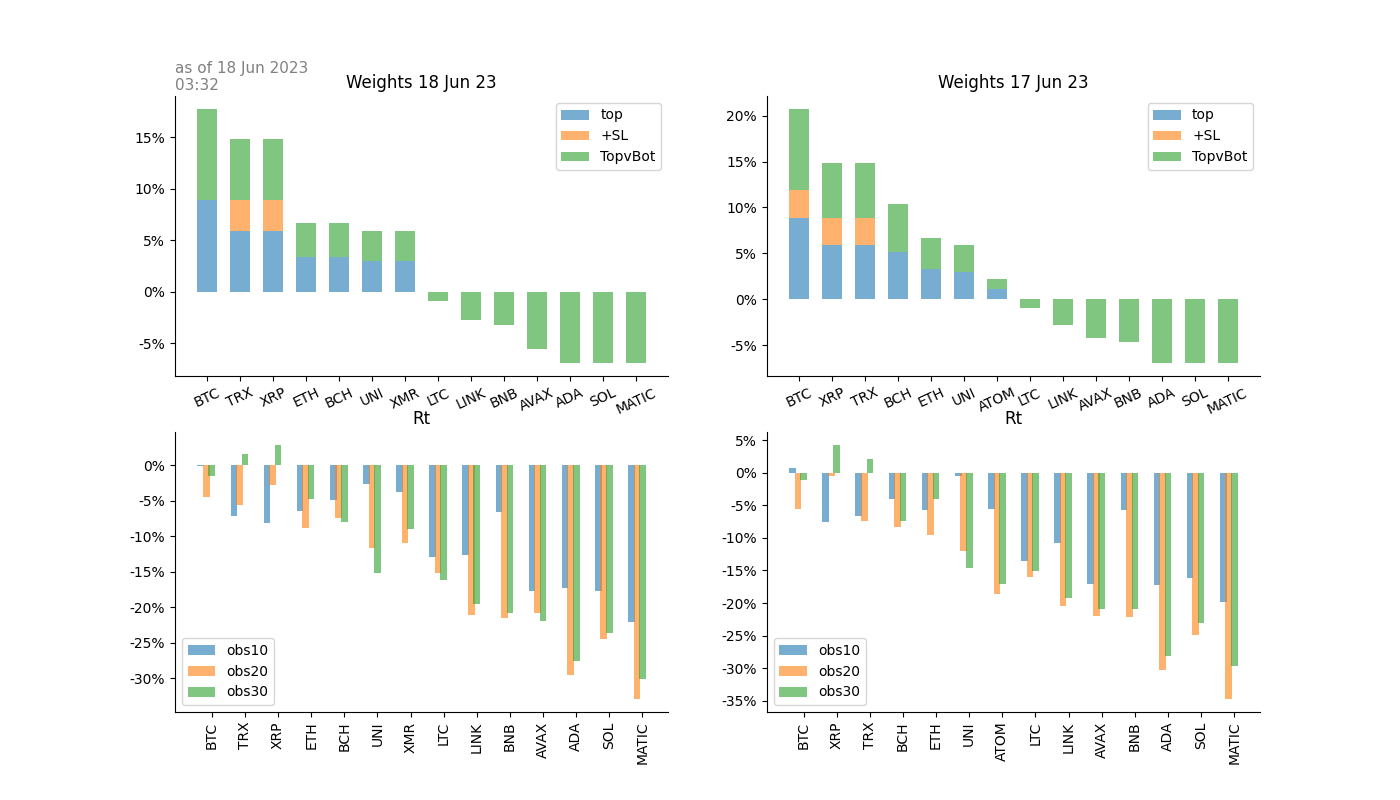 as of 18 Jun 2023
03:32
Weights 18 Jun 23
15%
10%
5%
0%
-5%
top
+SL
TopvBot
BTC TRX XRP ETH BCH UNI XMR LTC LINK BNB AVAX ADA SOL MATIC
Weights 17 Jun 23
20%
15%
10%
5%
0%
-5%
top
+SL
TopvBot
BTC XRP TRX BCH ETH UNI ATOM LTC LINK AVAX BNB ADA SOL MATIC
Rt
0%
-5%
-10%
-15%
-20%
-25%
-30%
obs10
obs20
obs30
BTC TRX XRP ETH BCH UNI XMR LTC LINK BNB AVAX ADA SOL MATIC
Rt
5%
0%
-5%
-10%
-15%
-20%
-25%
-30%
-35%
obs10
obs20
obs30
BTC XRP TRX BCH ETH UNI ATOM LTC LINK AVAX BNB ADA SOL MATIC